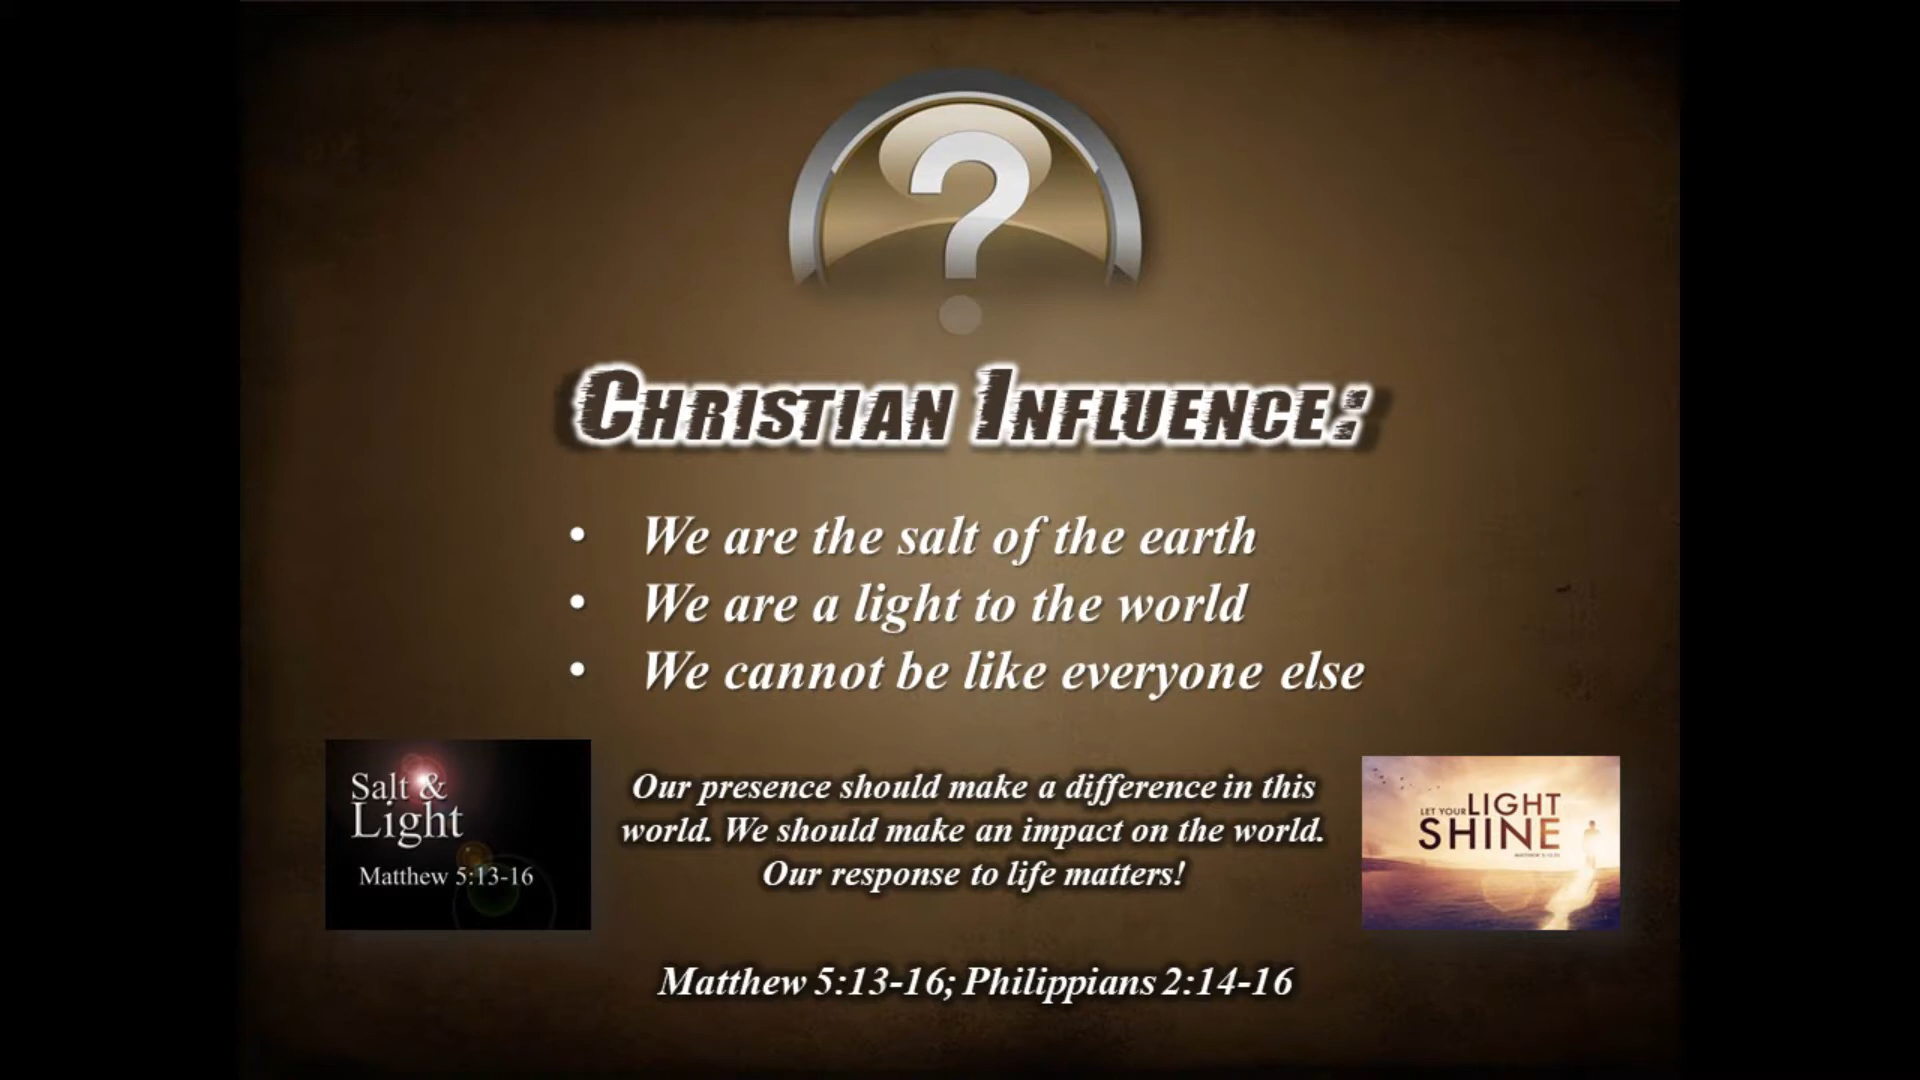 ?
Christian Influence:
• We are the salt of the earth
• We are a light to the world
• We cannot be like everyone else
Salt &
Light
Matthew 5:13-16
Our presence should make a difference in this
world. We should make an impact on the world.
Our response to life matters!
LET YOUR LIGHT
SHINE
Matthew 5:13-16; Philippians 2:14-16